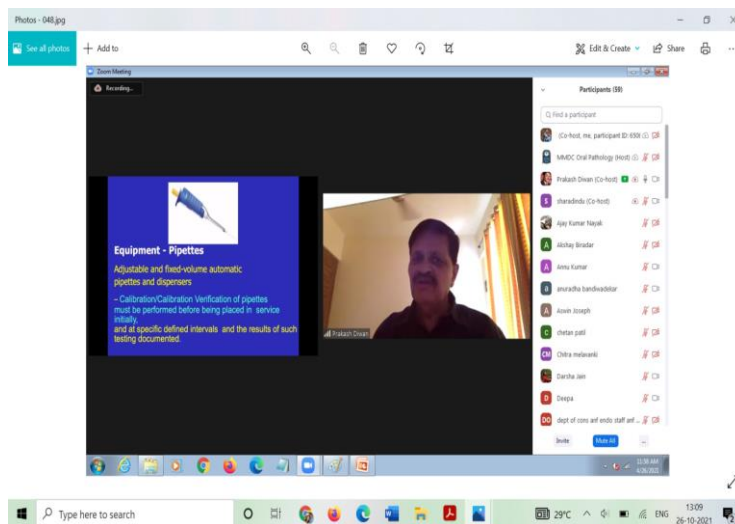 Photos - 048.jpg
See all photos
Add to
Edit & Create
Share
Zoom Meeting
Recording...
Participants (59)
Find a participant
(Co-host, me, participant ID: 650
MMDC Oral Pathology (Host)
Prakash Diwan (Co-host)
S sharadindu (Co-host)
Ajay Kumar Nayak
A Akshay Biradar
A Annu Kumar
a anuradha bandiwadekar
A Aswin Joseph
c chetan patil
CM Chitra melavanki
Darsha Jain
D Deepa
DO dept of cons anf endo staff anf ...
Invite
Mute All
...
Equipment - Pipettes
Adjustable and fixed-volume automatic
pipettes and dispensers
– Calibration/Calibration Verification of pipettes
must be performed before being placed in service
initially,
and at specific defined intervals and the results of such
testing documented.
Prakash Diwan
Type here to search
29°C
ENG
13:09
26-10-2021